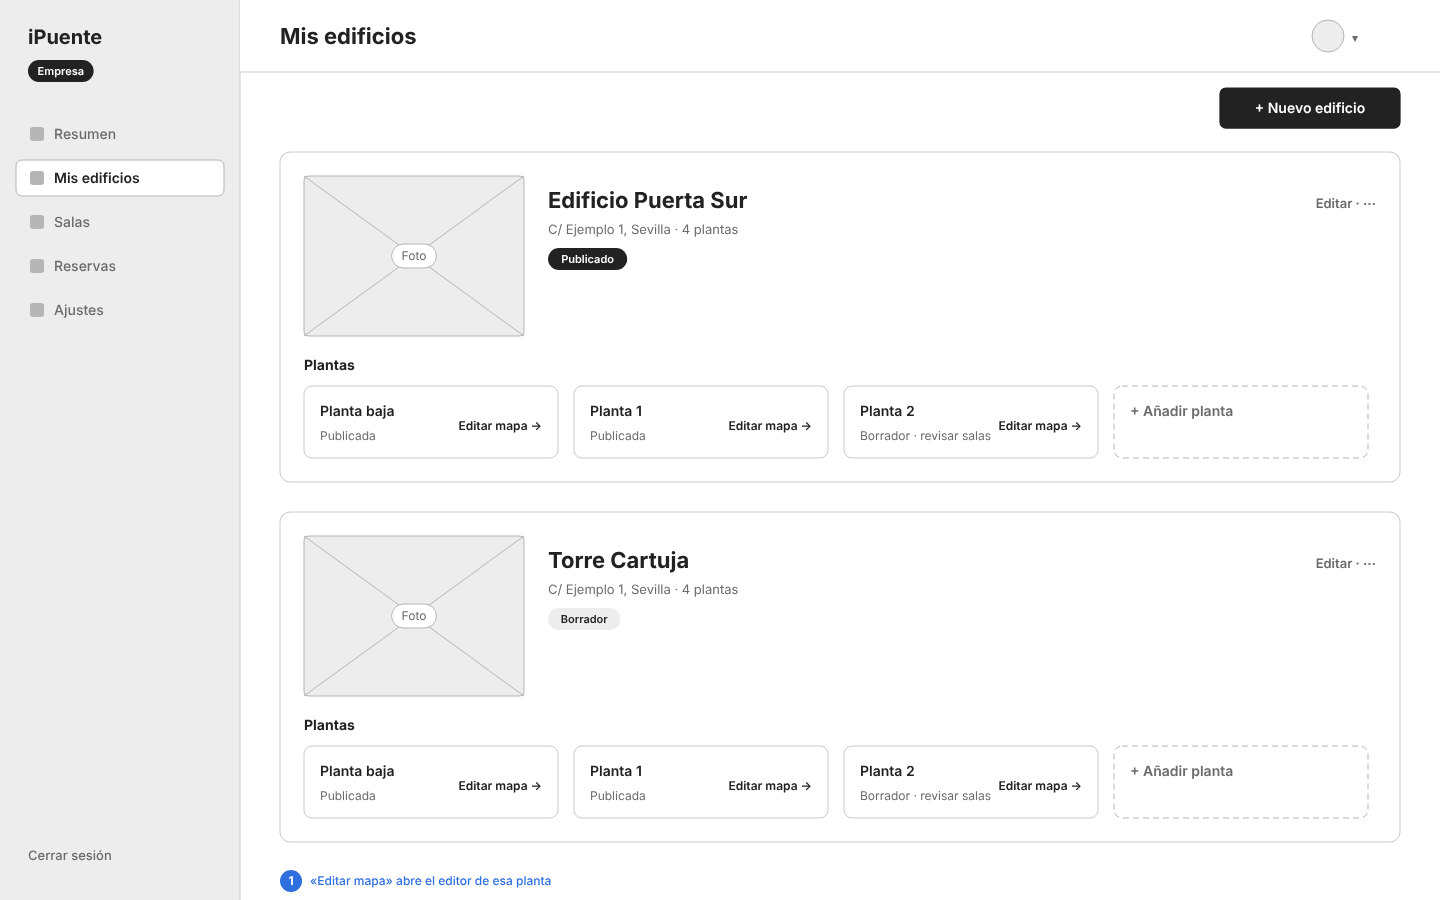 iPuente
Empresa
Resumen
Mis edificios
Salas
Reservas
Ajustes
Cerrar sesión
Mis edificios
▾
+ Nuevo edificio
Foto
Edificio Puerta Sur
C/ Ejemplo 1, Sevilla · 4 plantas
Publicado
Editar · ···
Plantas
Planta baja
Publicada
Editar mapa →
Planta 1
Publicada
Editar mapa →
Planta 2
Borrador · revisar salas
Editar mapa →
+ Añadir planta
Foto
Torre Cartuja
C/ Ejemplo 1, Sevilla · 4 plantas
Borrador
Editar · ···
Plantas
Planta baja
Publicada
Editar mapa →
Planta 1
Publicada
Editar mapa →
Planta 2
Borrador · revisar salas
Editar mapa →
+ Añadir planta
1 «Editar mapa» abre el editor de esa planta